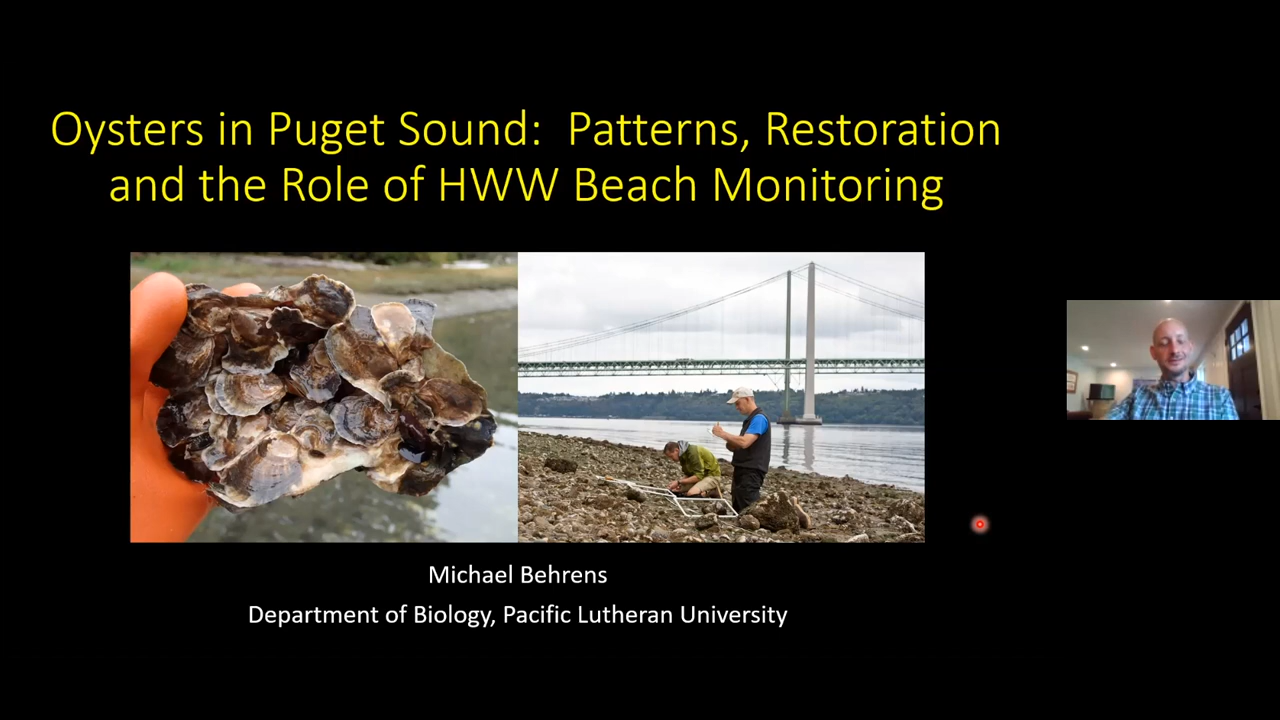 Oysters in Puget Sound:  Patterns, Restoration
and the Role of HWW Beach Monitoring
Michael Behrens
Department of Biology, Pacific Lutheran University